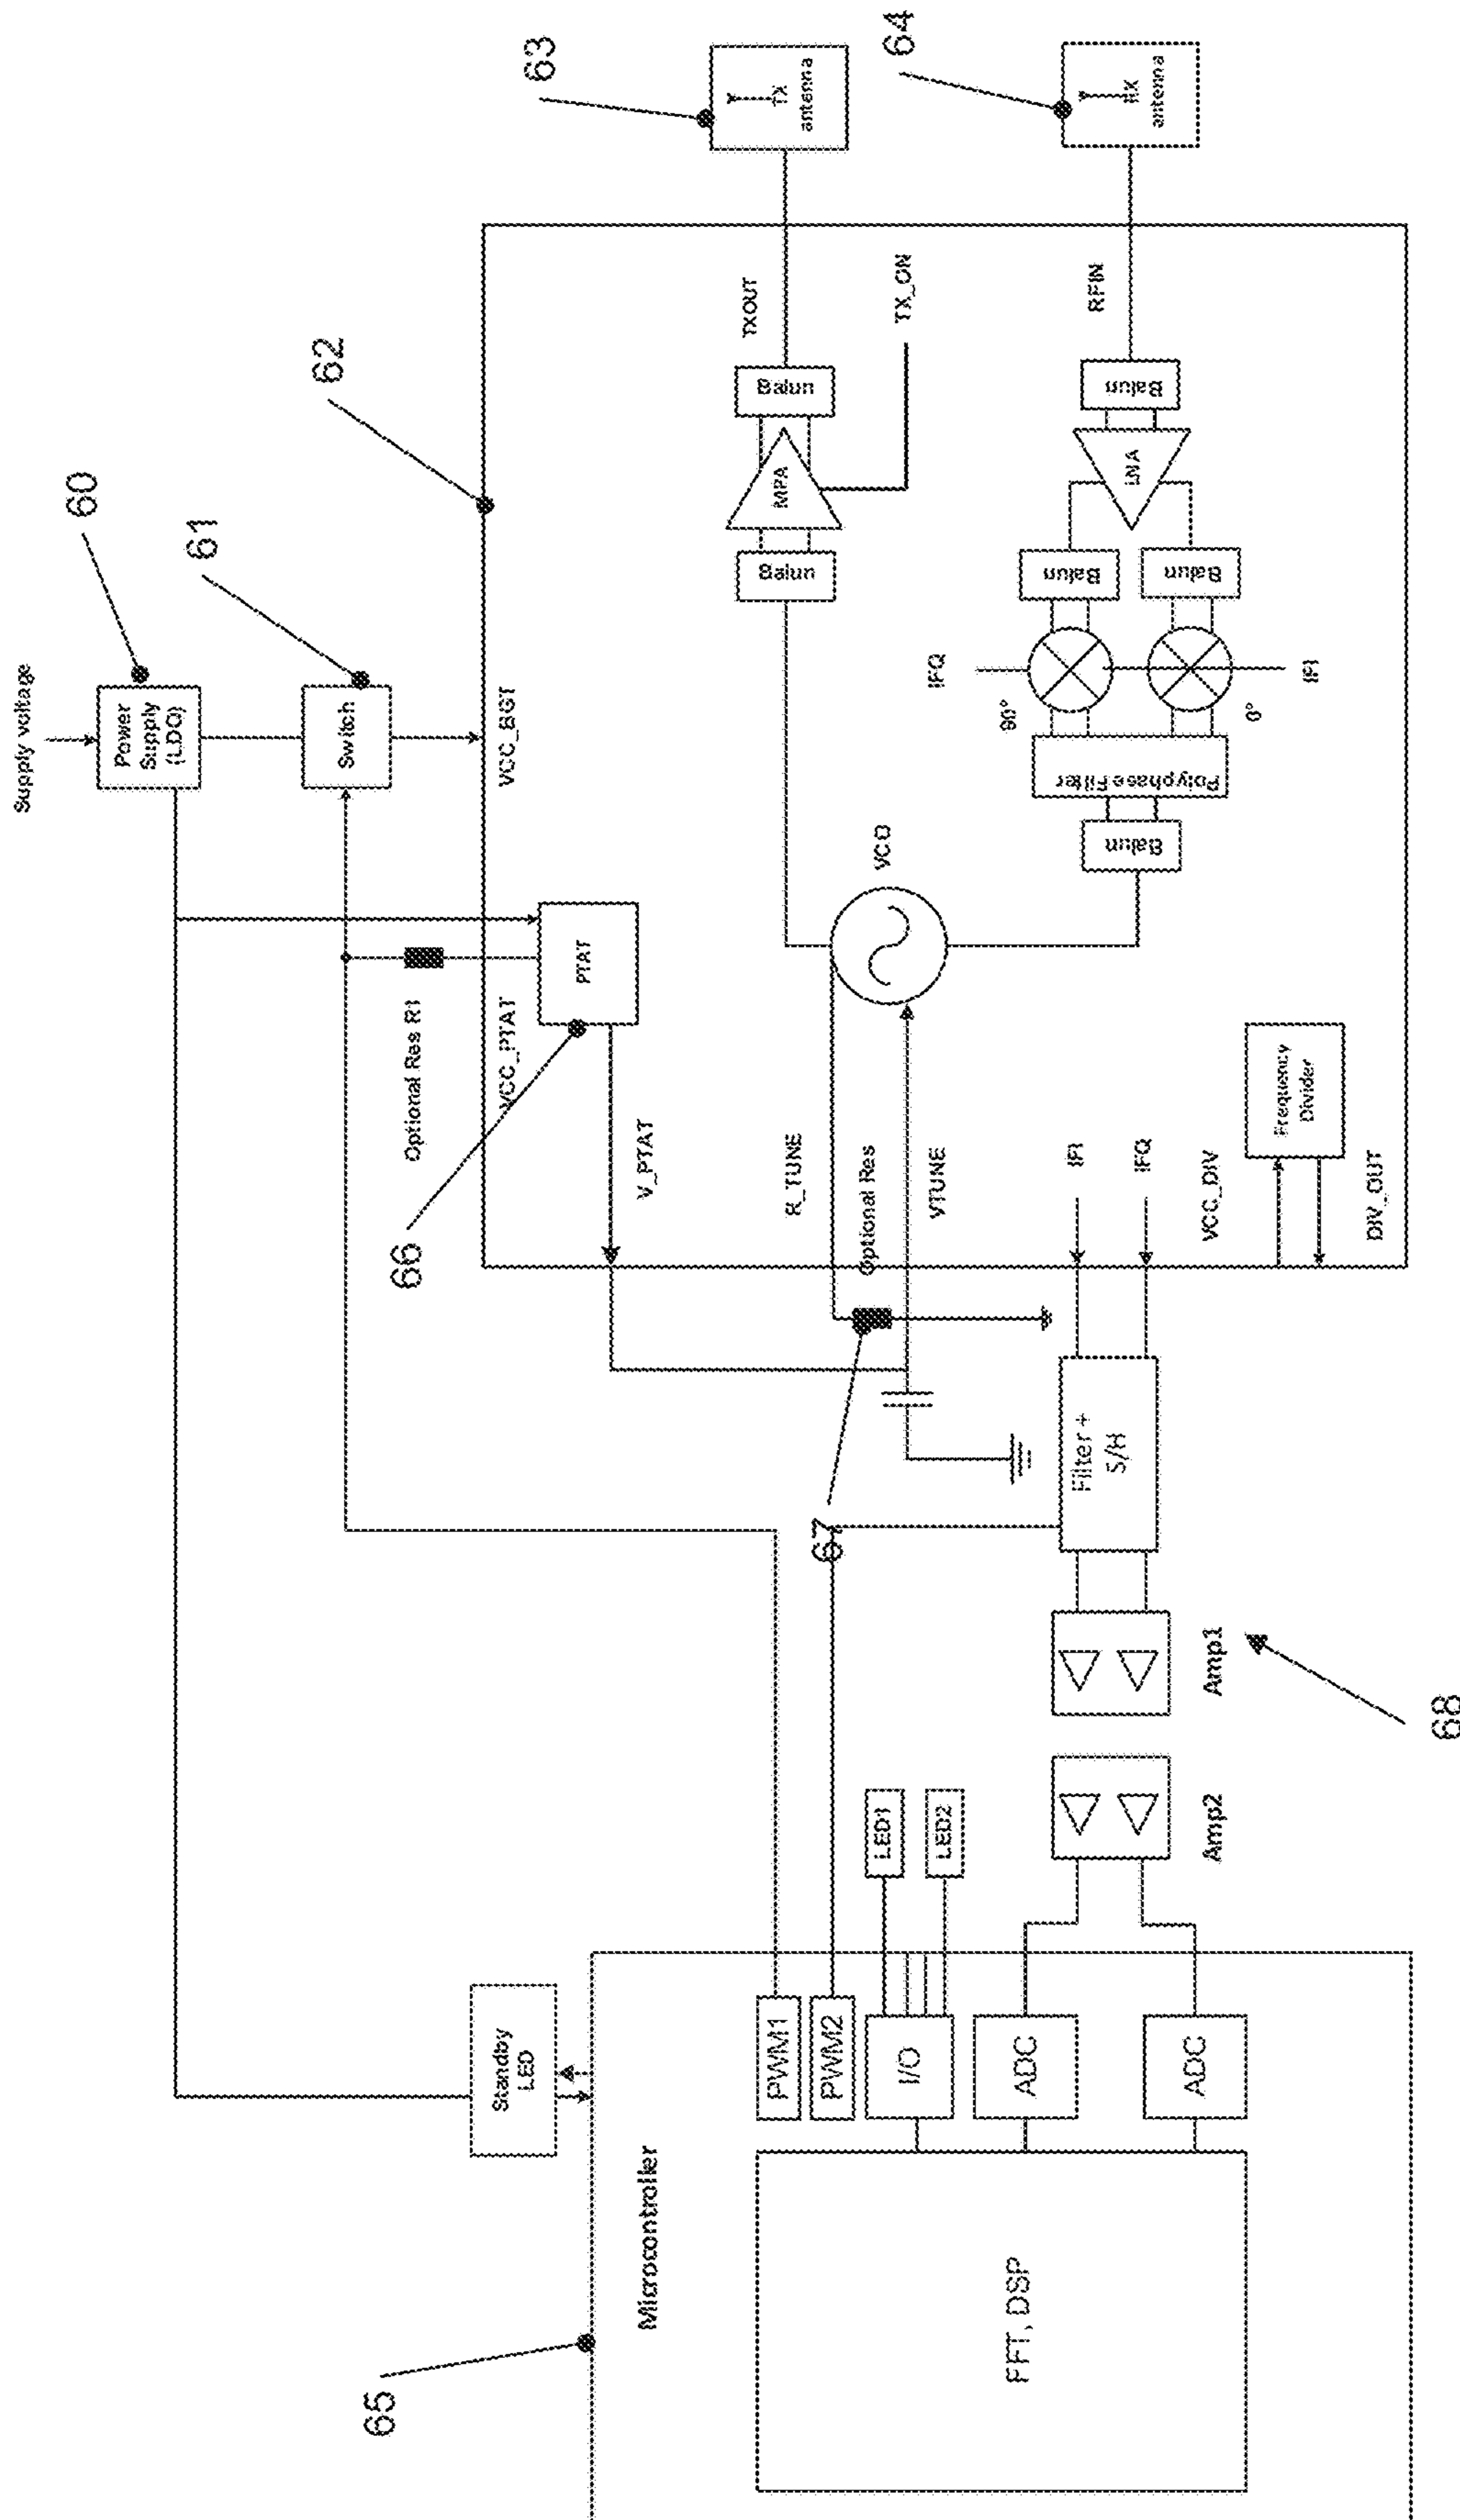 65
Microcontroller
FFT, DSP
Standby
LED
PWM1
PWM2
I/O
ADC
ADC
LED1
LED2
Amp2
Amp1
68
Filter +
S/H
67
66
Supply voltage
60
Power
Supply
(LDO)
61
Switch
62
VCC_BGT
Optional Res R1
VCC_PTAT
PTAT
V_PTAT
R_TUNE
Optional Res
VTUNE
IFI
IFQ
VCC_DIV
DIV_OUT
Frequency
Divider
VCO
Balun
MPA
Balun
TXOUT
TX_ON
63
TX
antenna
64
RX
antenna
RFIN
Balun
LNA
Balun
Balun
IFQ
90°
0°
IFI
Polyphase Filter
Balun